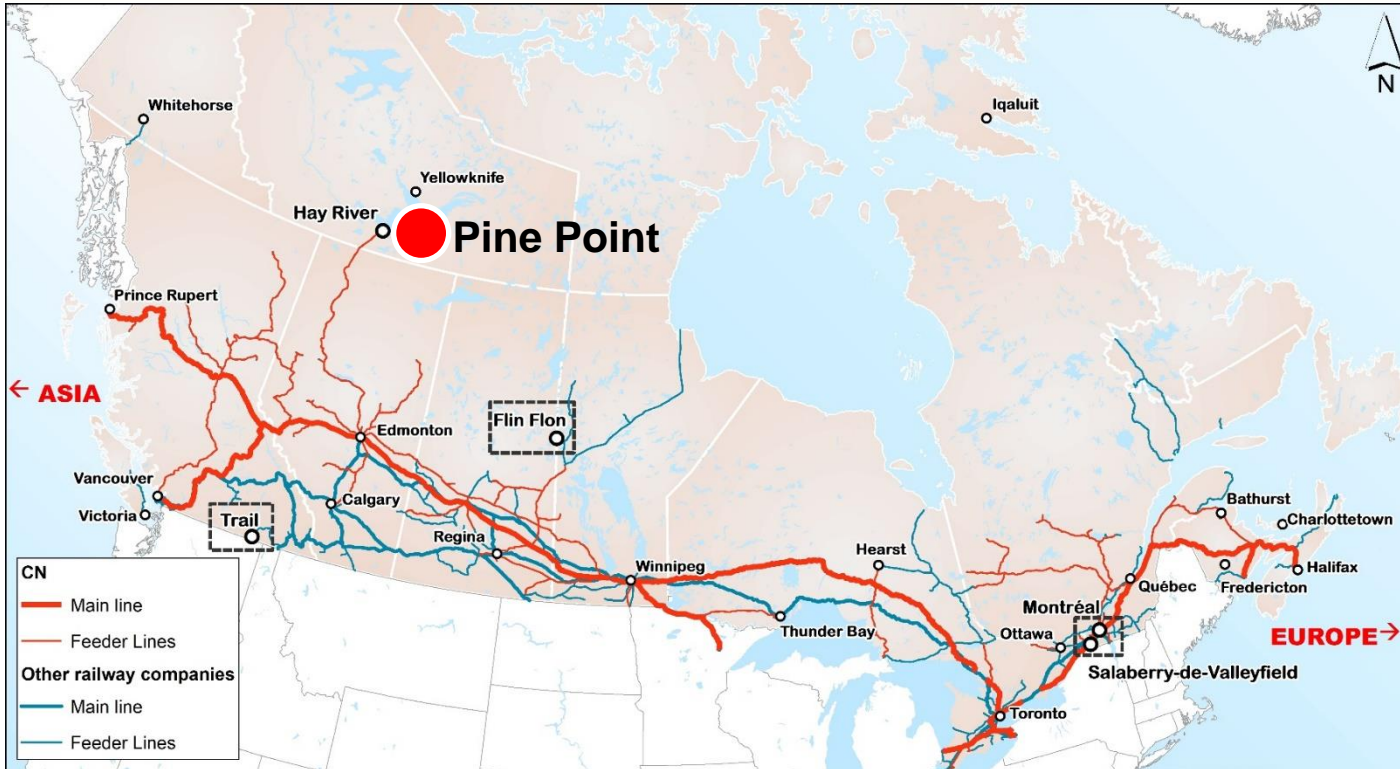 N
Whitehorse
Iqaluit
Yellowknife
Hay River
Pine Point
Prince Rupert
← ASIA
Flin Flon
Edmonton
Vancouver
Calgary
Bathurst
Victoria
Trail
Charlottetown
Regina
Hearst
CN
Winnipeg
Halifax
Québec
Fredericton
Main line
Montréal
Feeder Lines
Thunder Bay
Ottawa
EUROPE→
Other railway companies
Salaberry-de-Valleyfield
Main line
Toronto
Feeder Lines